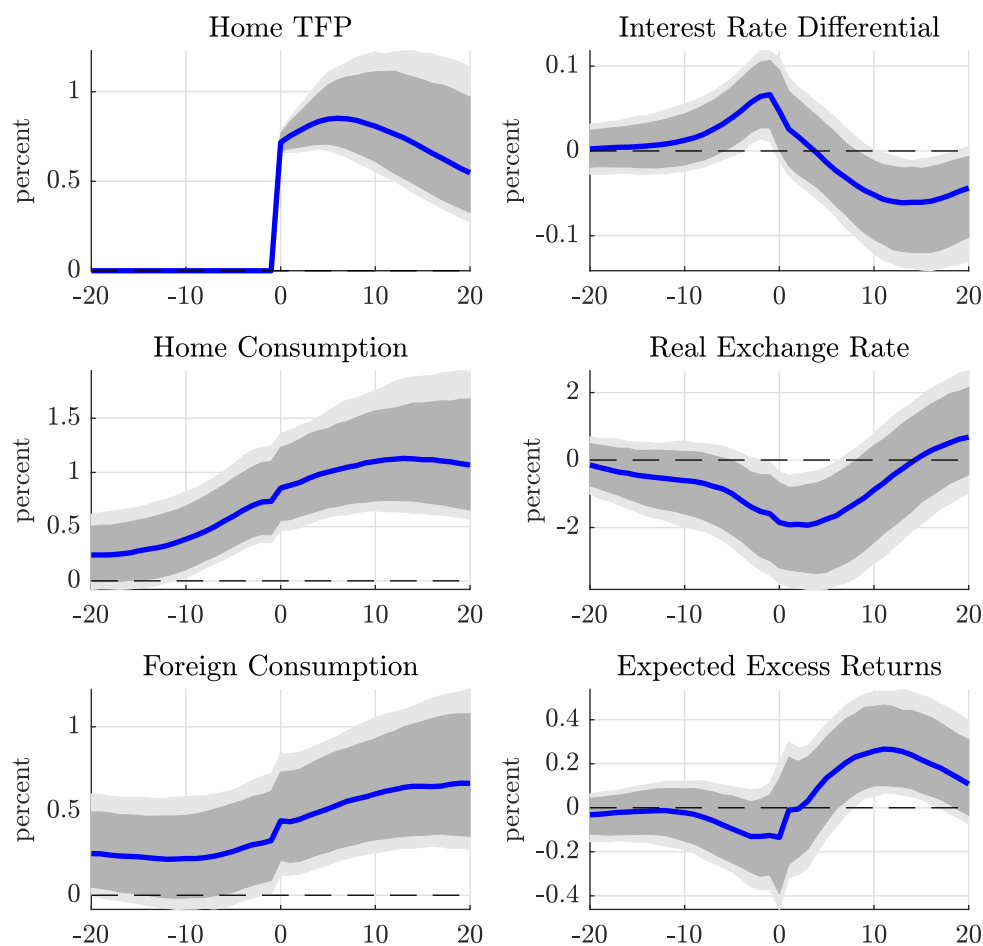 Home TFP
percent
1
0.5
0
-20 -10 0 10 20
Interest Rate Differential
percent
0.1
0
-0.1
-20 -10 0 10 20
Home Consumption
percent
1.5
1
0.5
0
-20 -10 0 10 20
Real Exchange Rate
percent
2
0
-2
-20 -10 0 10 20
Foreign Consumption
percent
1
0.5
0
-20 -10 0 10 20
Expected Excess Returns
percent
0.4
0.2
0
-0.2
-0.4
-20 -10 0 10 20